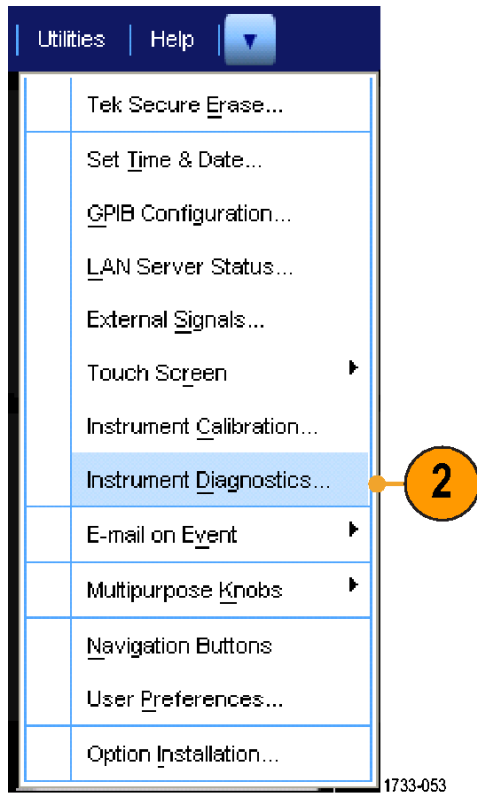 Utilities | Help | ▼
Tek Secure Erase...
Set Time & Date...
GPIB Configuration...
LAN Server Status...
External Signals...
Touch Screen
Instrument Calibration...
Instrument Diagnostics...
2
E-mail on Event
Multipurpose Knobs
Navigation Buttons
User Preferences...
Option Installation...
1733-053